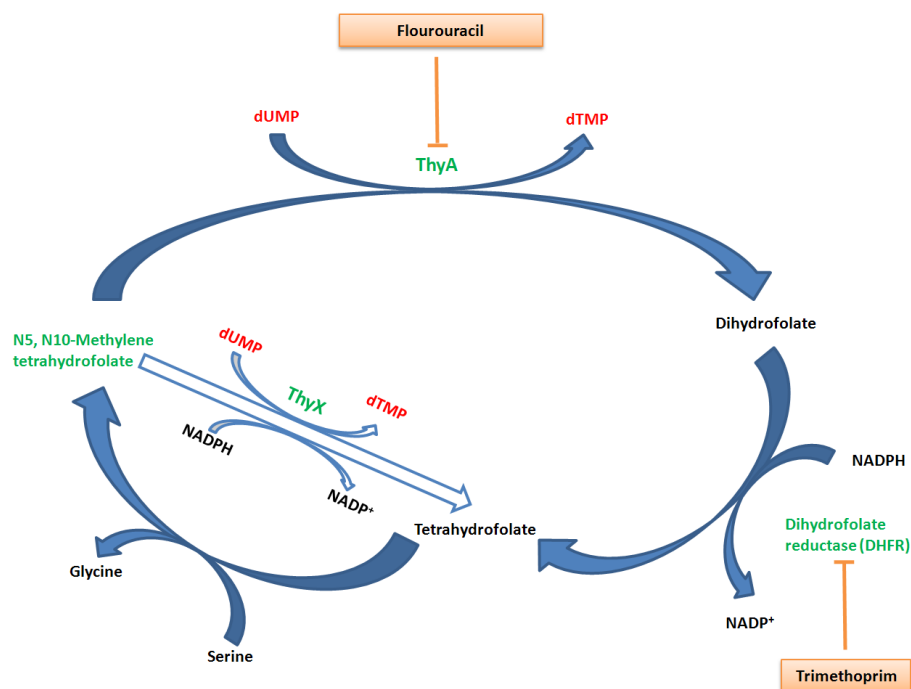 Flourouracil
dUMP
dTMP
ThyA
Dihydrofolate
N5, N10-Methylene
tetrahydrofolate
dUMP
ThyX
dTMP
NADPH
NADP+
NADPH
Tetrahydrofolate
Dihydrofolate
reductase (DHFR)
Glycine
NADP+
Serine
Trimethoprim